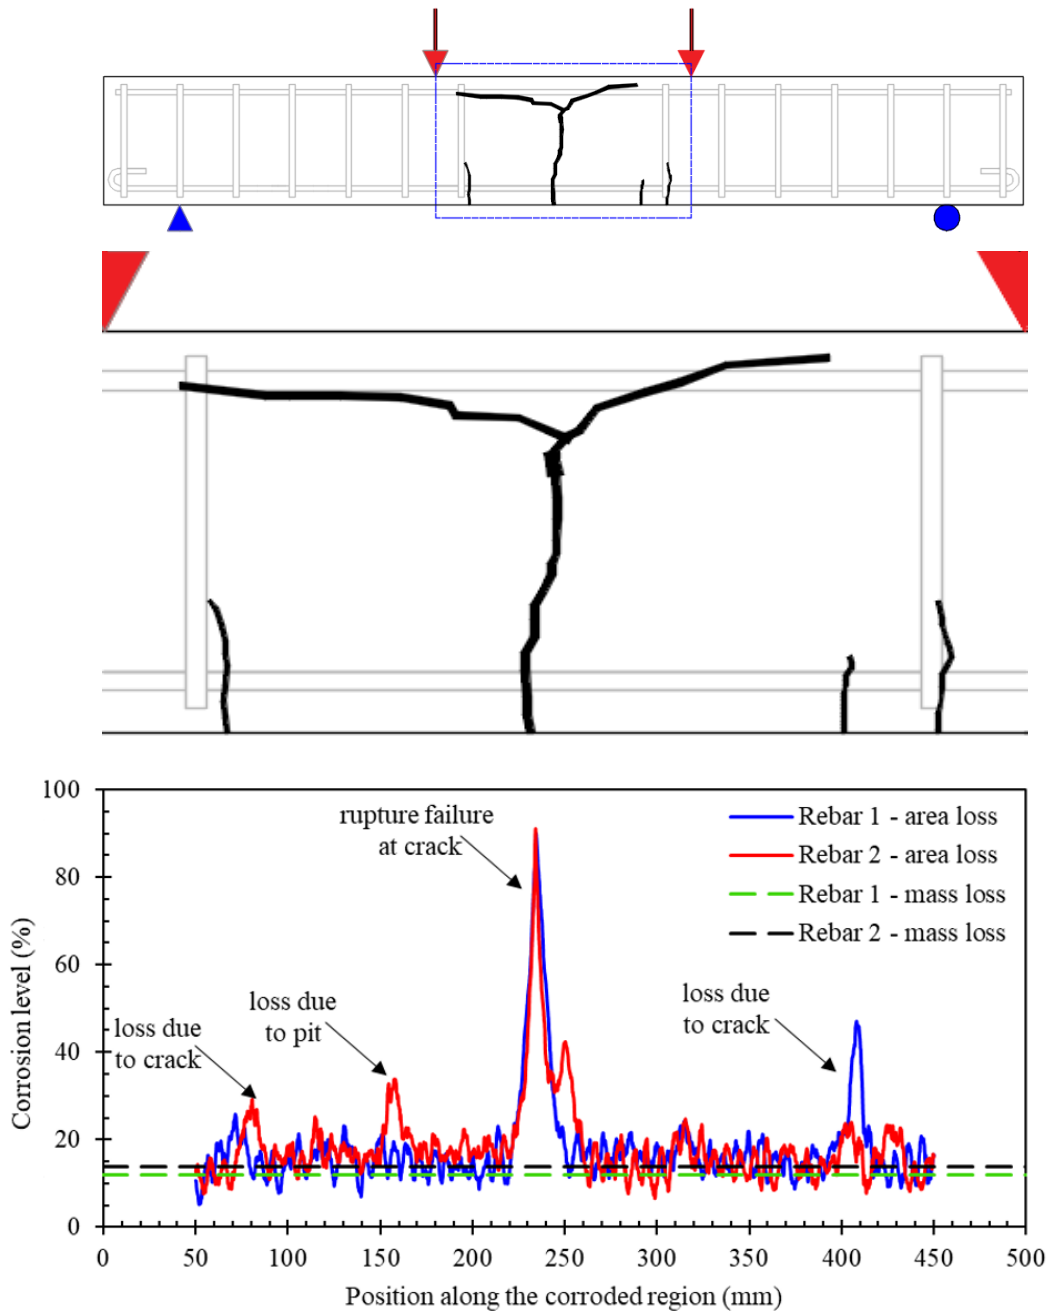 100
80
60
40
20
0
Corrosion level (%)
rupture failure
at crack
loss due
to pit
loss due
to crack
loss due
to crack
Rebar 1 - area loss
Rebar 2 - area loss
Rebar 1 - mass loss
Rebar 2 - mass loss
0 50 100 150 200 250 300 350 400 450 500
Position along the corroded region (mm)